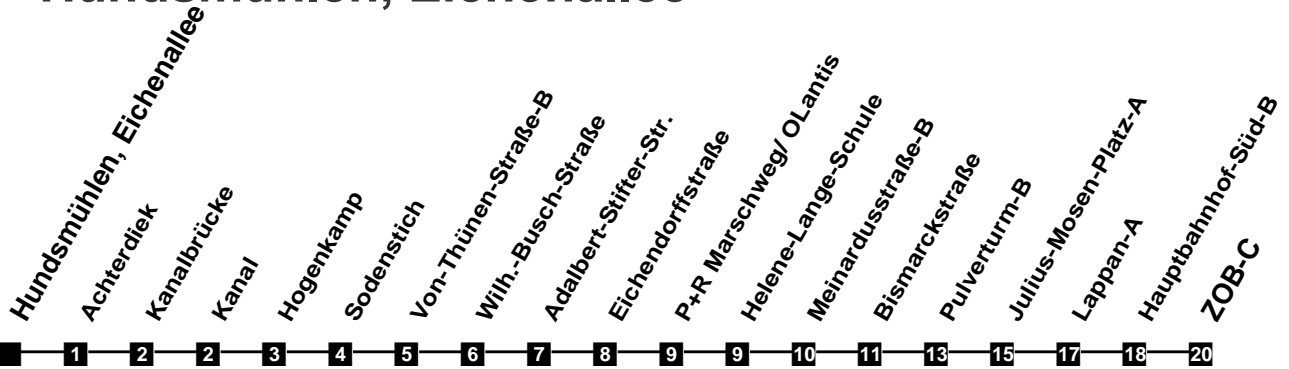 Hundsmühlen, Eichenallee
Hundsmühlen, Eichenallee
Achterdiek
Kanalbrücke
Kanal
Hogenkamp
Sodenstich
Von-Thünen-Straße-B
Wilh.-Busch-Straße
Adalbert-Stifter-Str.
Eichendorffstraße
P+R Marschweg/ OLantis
Helene-Lange-Schule
Meinardusstraße-B
Bismarckstraße
Pulverturm-B
Julius-Mosen-Platz-A
Lappan-A
Hauptbahnhof-Süd-B
ZOB-C
1 2 2 3 4 5 6 7 8 9 9 10 11 13 15 17 18 20